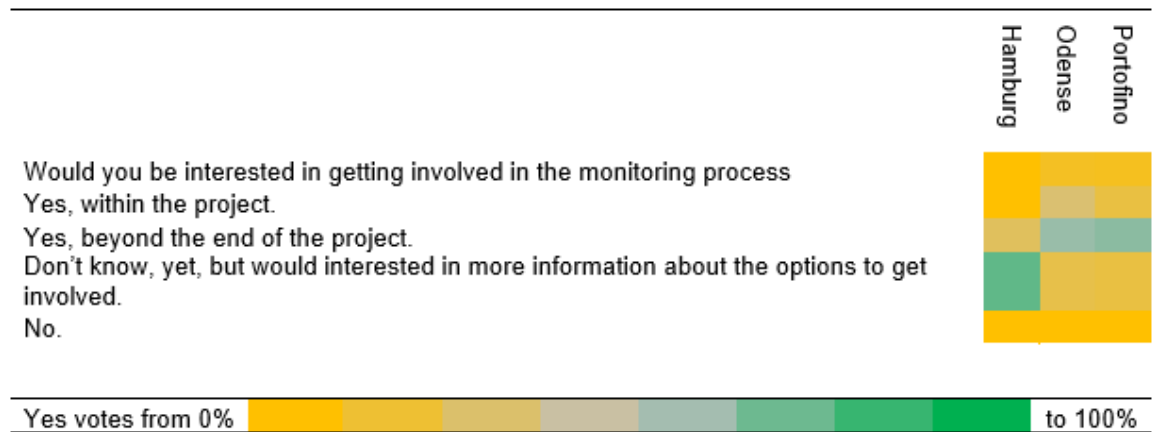 Hamburg
Odense
Portofino
Would you be interested in getting involved in the monitoring process
Yes, within the project.
Yes, beyond the end of the project.
Don't know, yet, but would interested in more information about the options to get
involved.
No.
Yes votes from 0% to 100%